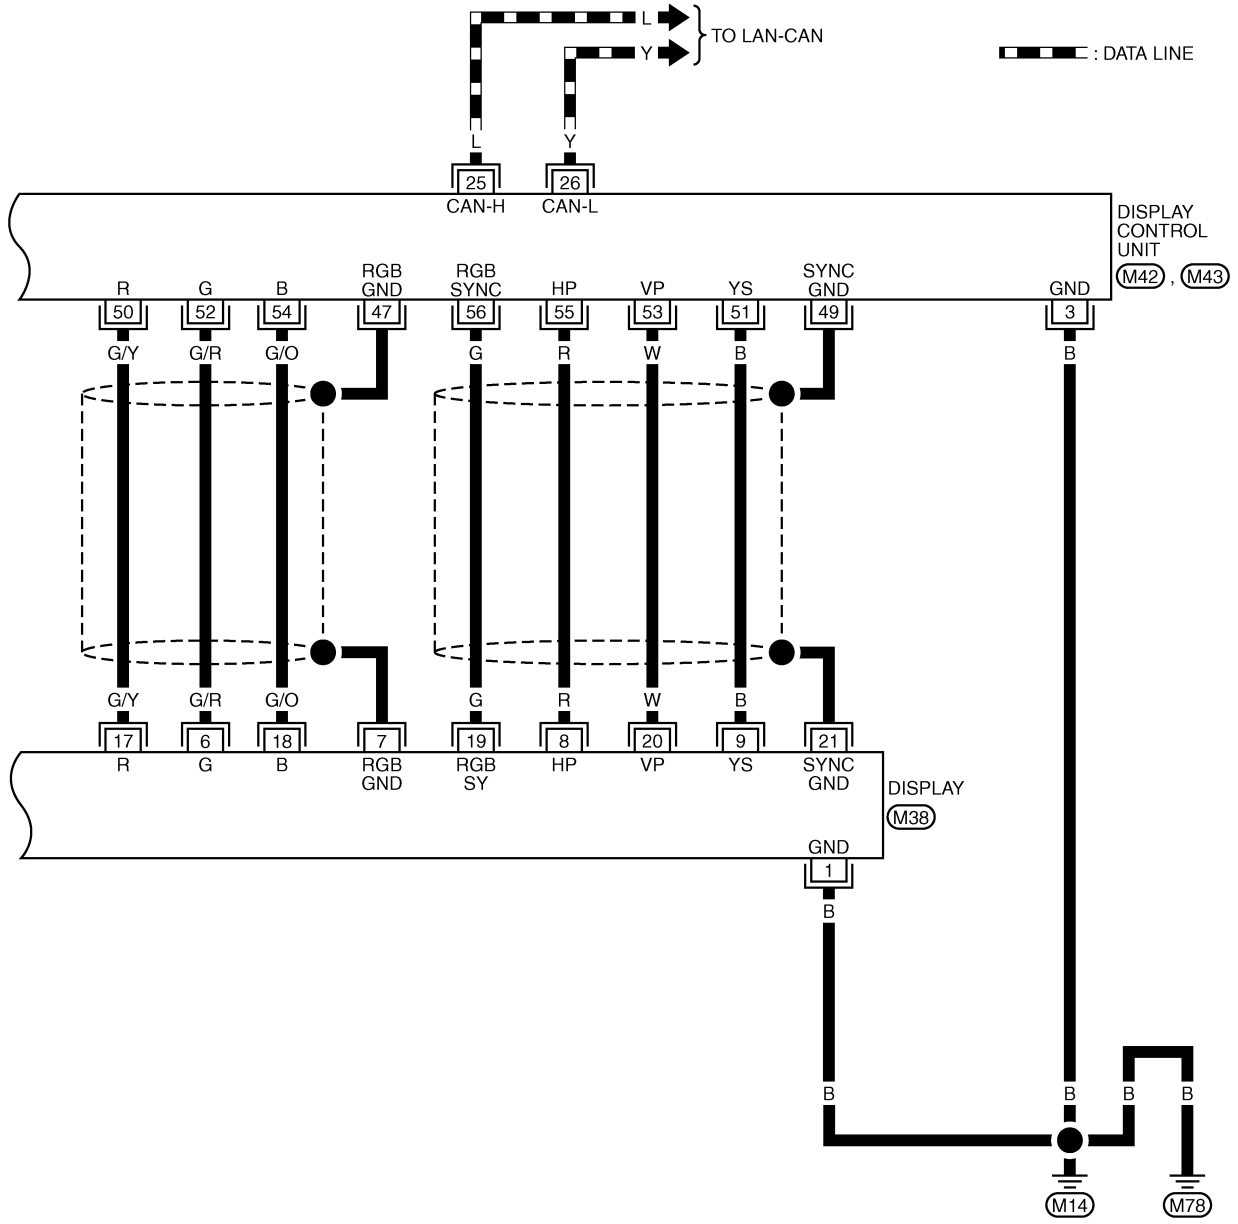 L
TO LAN-CAN
Y
: DATA LINE
L Y
25 26
CAN-H CAN-L
DISPLAY
CONTROL
UNIT
M42 , M43
R G B RGB GND RGB SYNC HP VP YS SYNC GND GND
50 52 54 47 56 55 53 51 49 3
G/Y G/R G/O G R W B B
G/Y G/R G/O G R W B
17 6 18 7 19 8 20 9 21
R G B RGB GND RGB SY HP VP YS SYNC GND
DISPLAY
M38
GND
1
B
B B B B
M14 M78